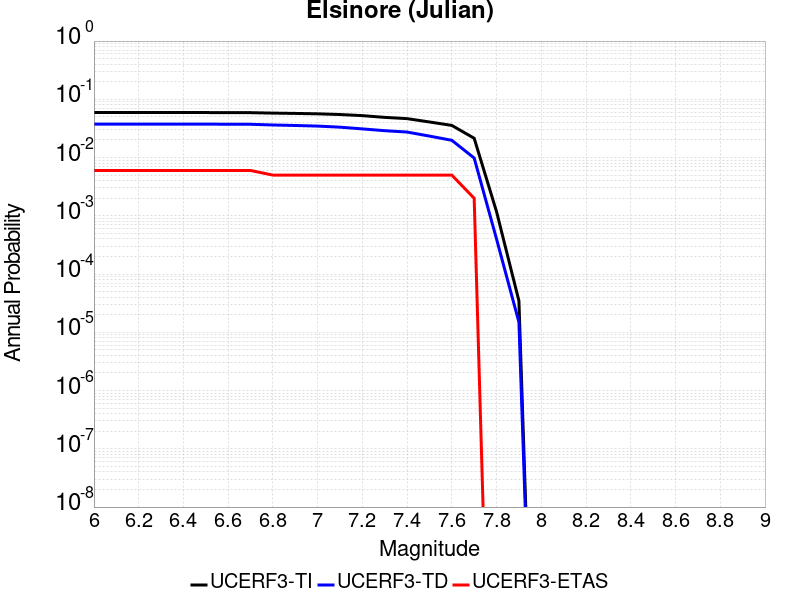 Elsinore (Julian)
10^0
10^-1
10^-2
10^-3
10^-4
10^-5
10^-6
10^-7
10^-8
Annual Probability
6 6.2 6.4 6.6 6.8 7 7.2 7.4 7.6 7.8 8 8.2 8.4 8.6 8.8 9
Magnitude
UCERF3-TI UCERF3-TD UCERF3-ETAS